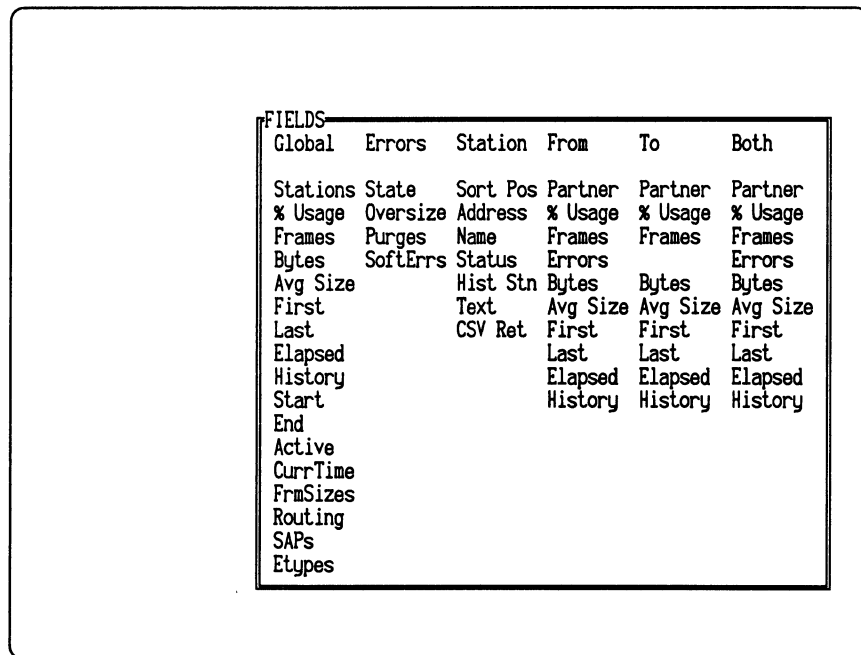 FIELDS
Global Errors Station From To Both
Stations State Sort Pos Partner Partner Partner
% Usage Oversize Address % Usage % Usage % Usage
Frames Purges Name Frames Frames Frames
Bytes SoftErrs Status Errors Errors
Avg Size Hist Stn Bytes Bytes Bytes
First Text Avg Size Avg Size Avg Size
Last CSV Ret First First First
Elapsed Last Last Last
History Elapsed Elapsed Elapsed
Start History History History
End
Active
CurrTime
FrmSizes
Routing
SAPs
Etypes